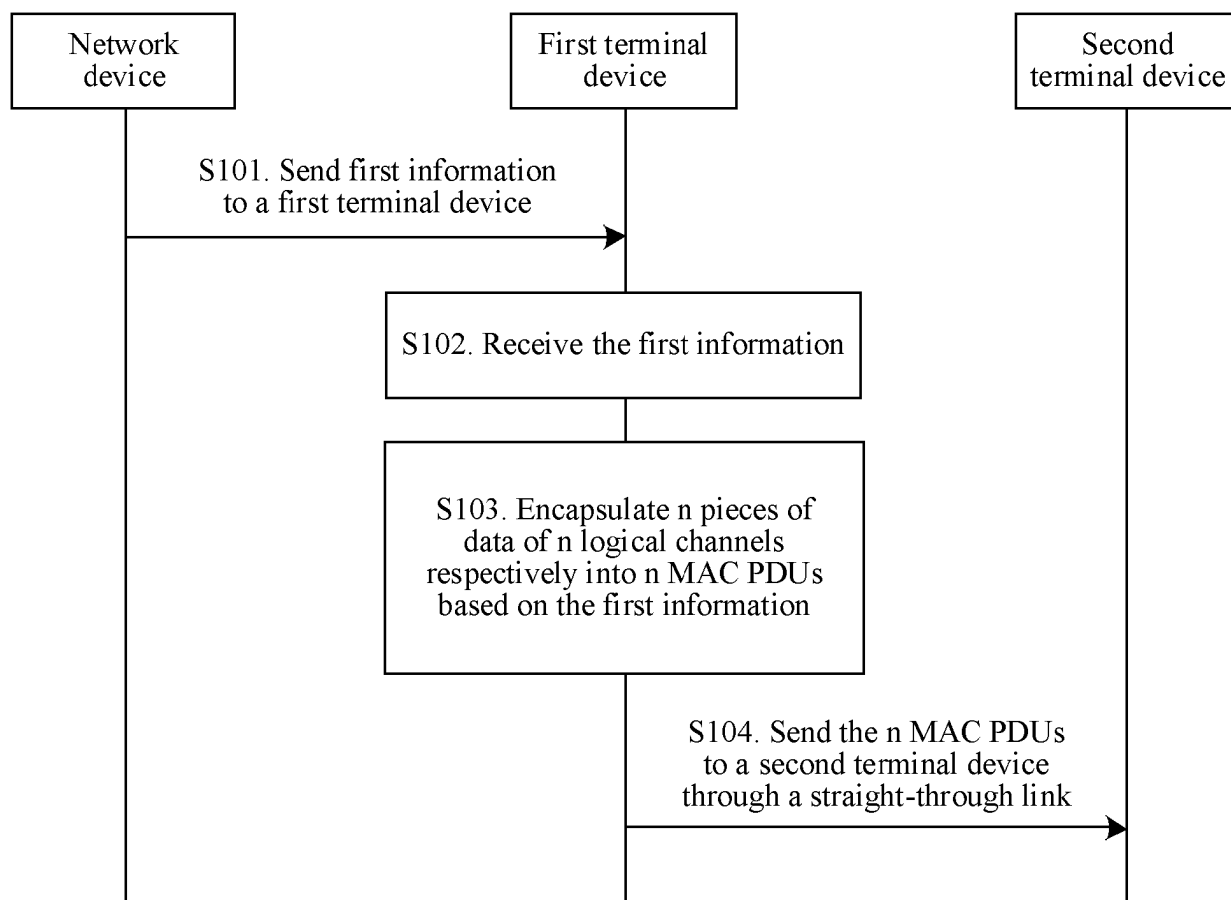 Network
device
First terminal
device
Second
terminal device
S101. Send first information
to a first terminal device
S102. Receive the first information
S103. Encapsulate n pieces of
data of n logical channels
respectively into n MAC PDUs
based on the first information
S104. Send the n MAC PDUs
to a second terminal device
through a straight-through link